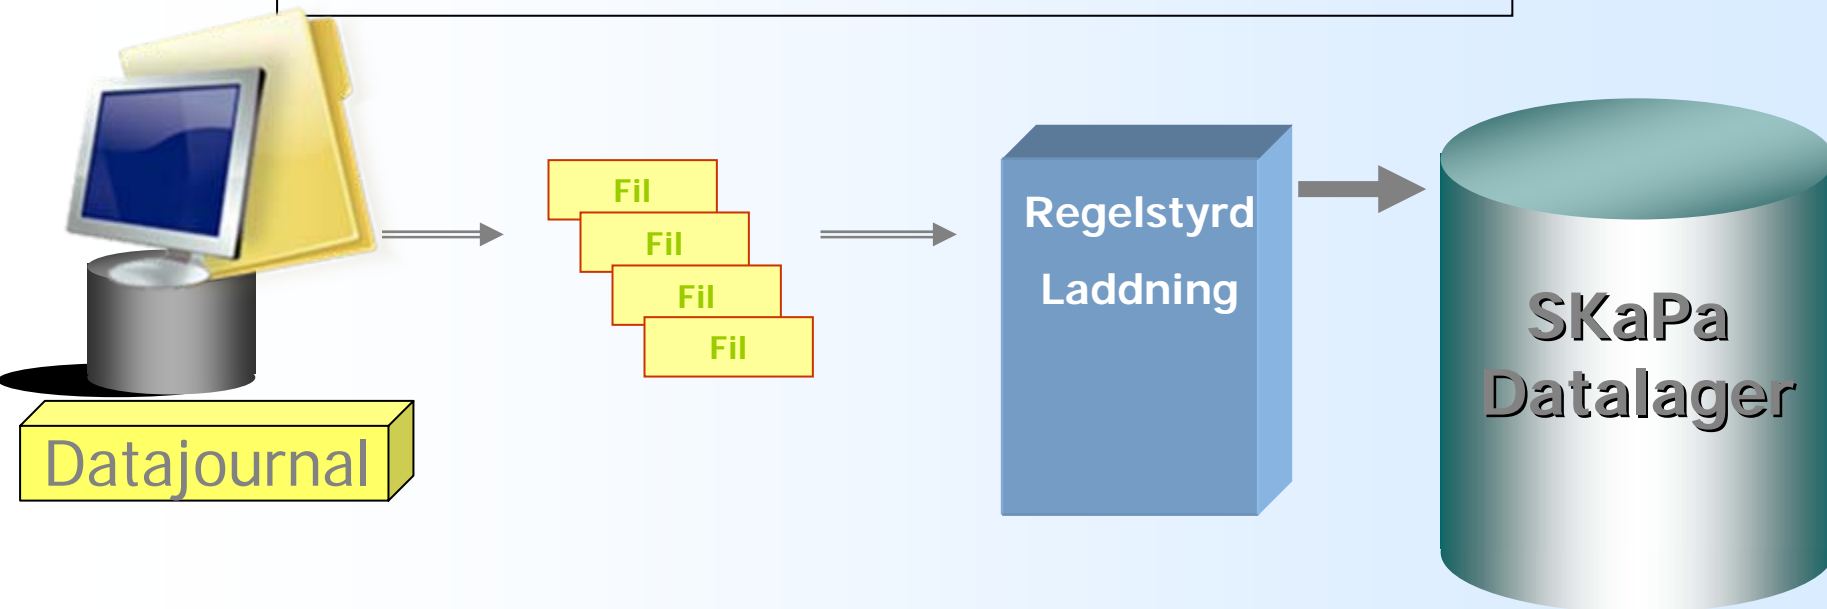 Fil
Fil
Fil
Fil
Regelstyrd
Laddning
SKaPa
Datalager
Datajournal